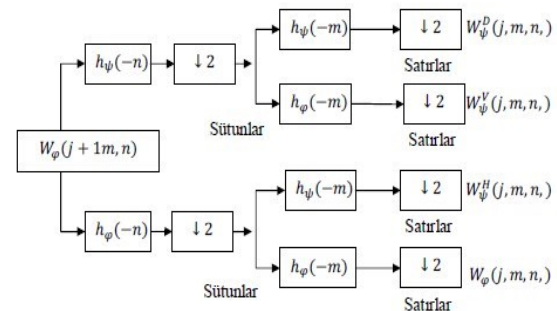 h_ψ(−m) ↓ 2 W_ψ^D(j, m, n,)
h_ψ(−n) ↓ 2 Satırlar
h_φ(−m) ↓ 2 W_ψ^V(j, m, n,)
Sütunlar Satırlar
W_φ(j + 1m, n)
h_ψ(−m) ↓ 2 W_ψ^H(j, m, n,)
h_φ(−n) ↓ 2 Satırlar
h_φ(−m) ↓ 2 W_φ(j, m, n,)
Sütunlar Satırlar